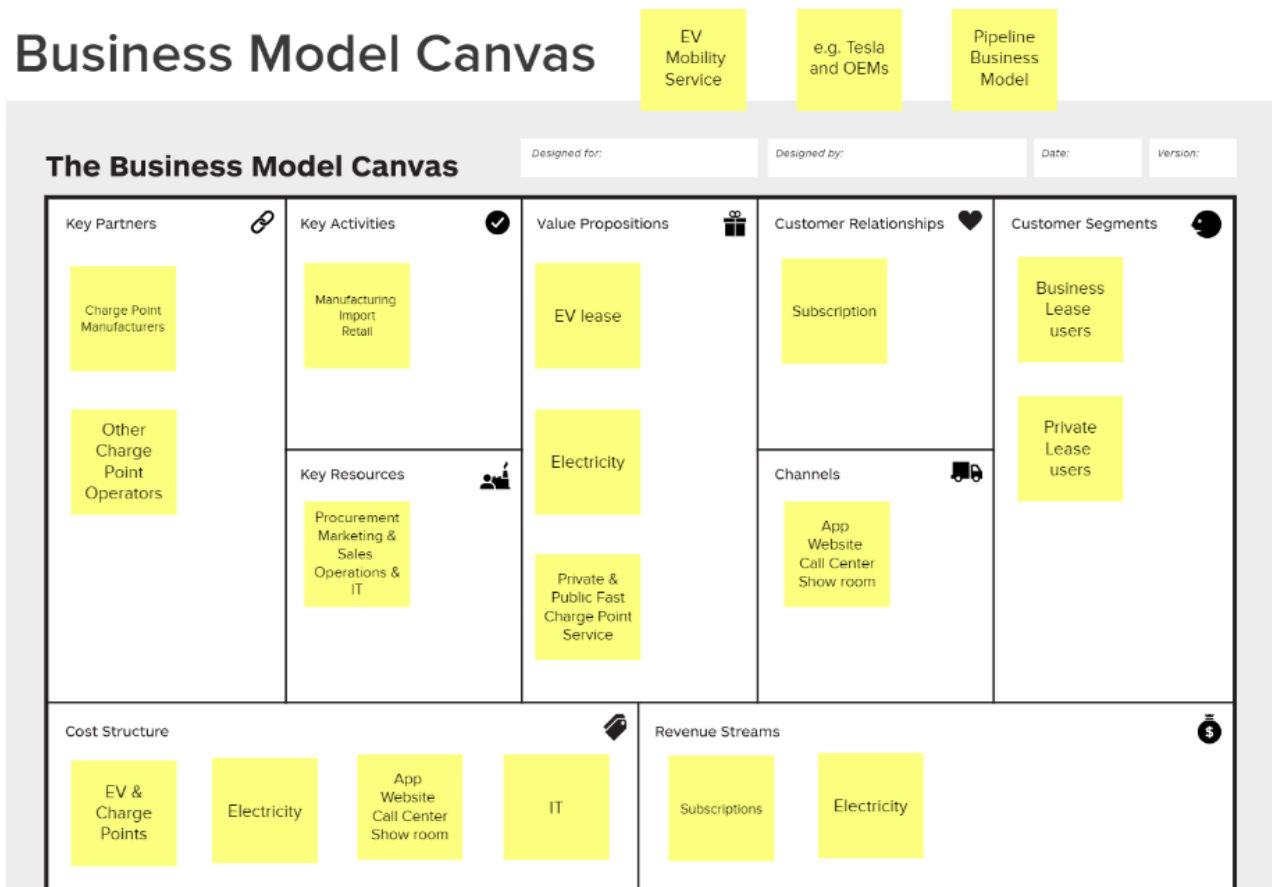 Business Model Canvas
EV
Mobility
Service
e.g. Tesla
and OEMs
Pipeline
Business
Model
The Business Model Canvas
Designed for:
Designed by:
Date:
Version:
Key Partners
Charge Point
Manufacturers
Other
Charge
Point
Operators
Key Activities
Manufacturing
Import
Retail
Key Resources
Procurement
Marketing &
Sales
Operations &
IT
Value Propositions
EV lease
Electricity
Private &
Public Fast
Charge Point
Service
Customer Relationships
Subscription
Channels
App
Website
Call Center
Show room
Customer Segments
Business
Lease
users
Private
Lease
users
Cost Structure
EV &
Charge
Points
Electricity
App
Website
Call Center
Show room
IT
Revenue Streams
$
Subscriptions
Electricity